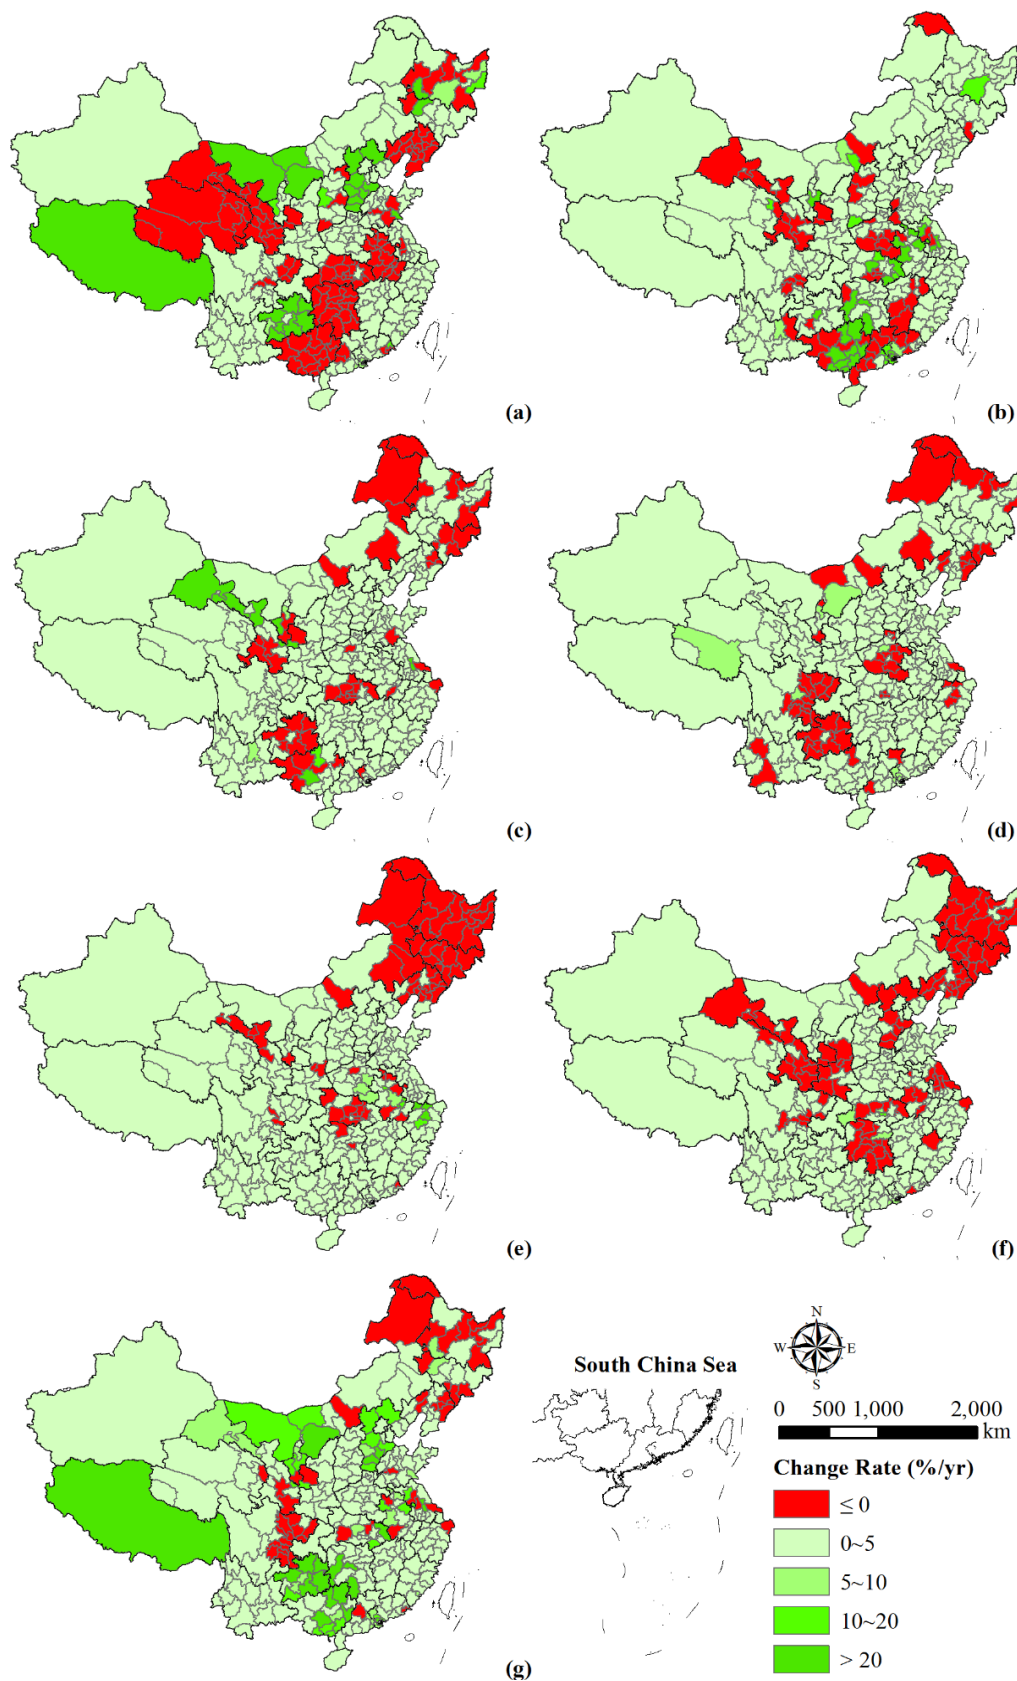 (a)
(b)
(c)
(d)
(e)
(f)
(g)
South China Sea
N
W E
S
0 500 1,000 2,000
km
Change Rate (%/yr)
≤ 0
0~5
5~10
10~20
> 20